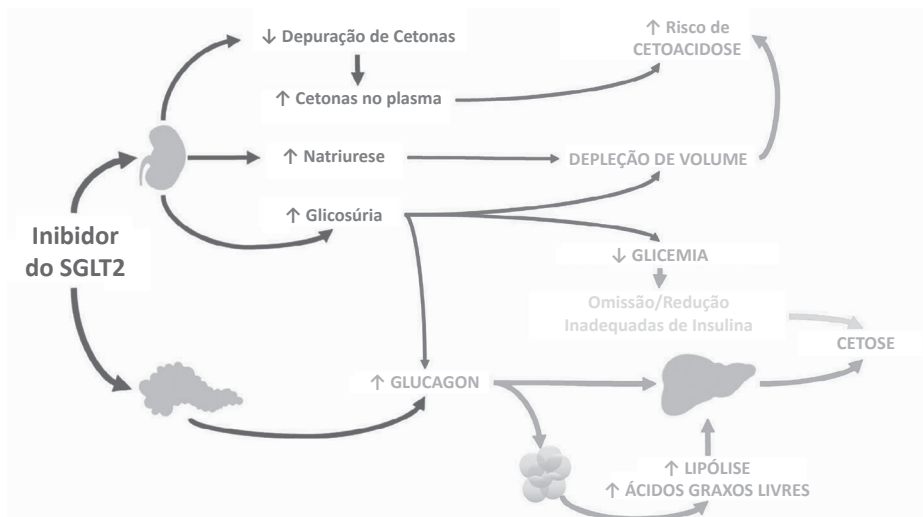 ↓ Depuração de Cetonas
↑ Risco de
CETOACIDOSE
↑ Cetonas no plasma
↑ Natriurese
DEPLEÇÃO DE VOLUME
↑ Glicosúria
Inibidor
do SGLT2
↓ GLICEMIA
Omissão/Redução
Inadequadas de Insulina
CETOSE
↑ GLUCAGON
↑ LIPÓLISE
↑ ÁCIDOS GRAXOS LIVRES